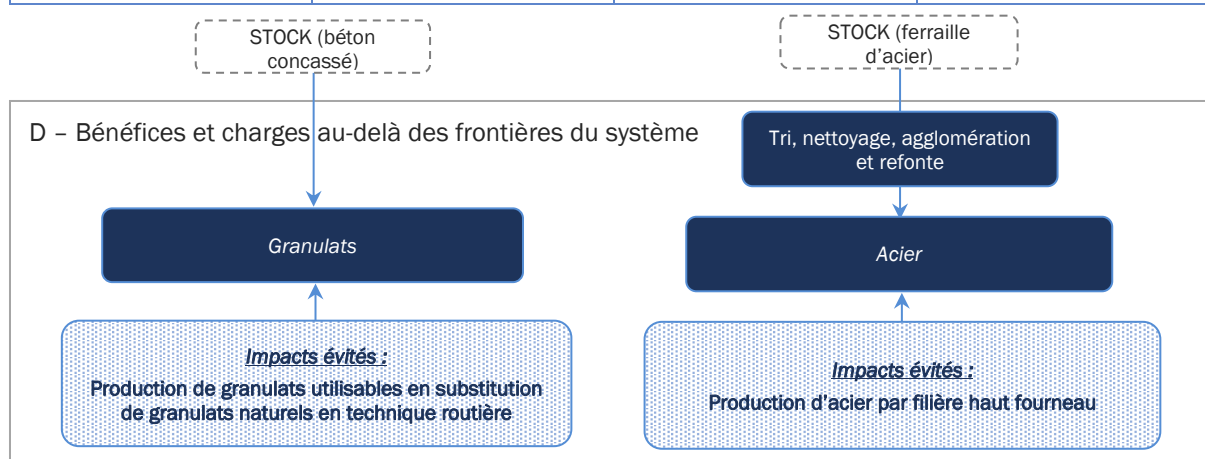 STOCK (béton
concassé)
STOCK (ferraille
d’acier)
D – Bénéfices et charges au-delà des frontières du système
Tri, nettoyage, agglomération
et refonte
Granulats
Acier
Impacts évités :
Production de granulats utilisables en substitution
de granulats naturels en technique routière
Impacts évités :
Production d’acier par filière haut fourneau